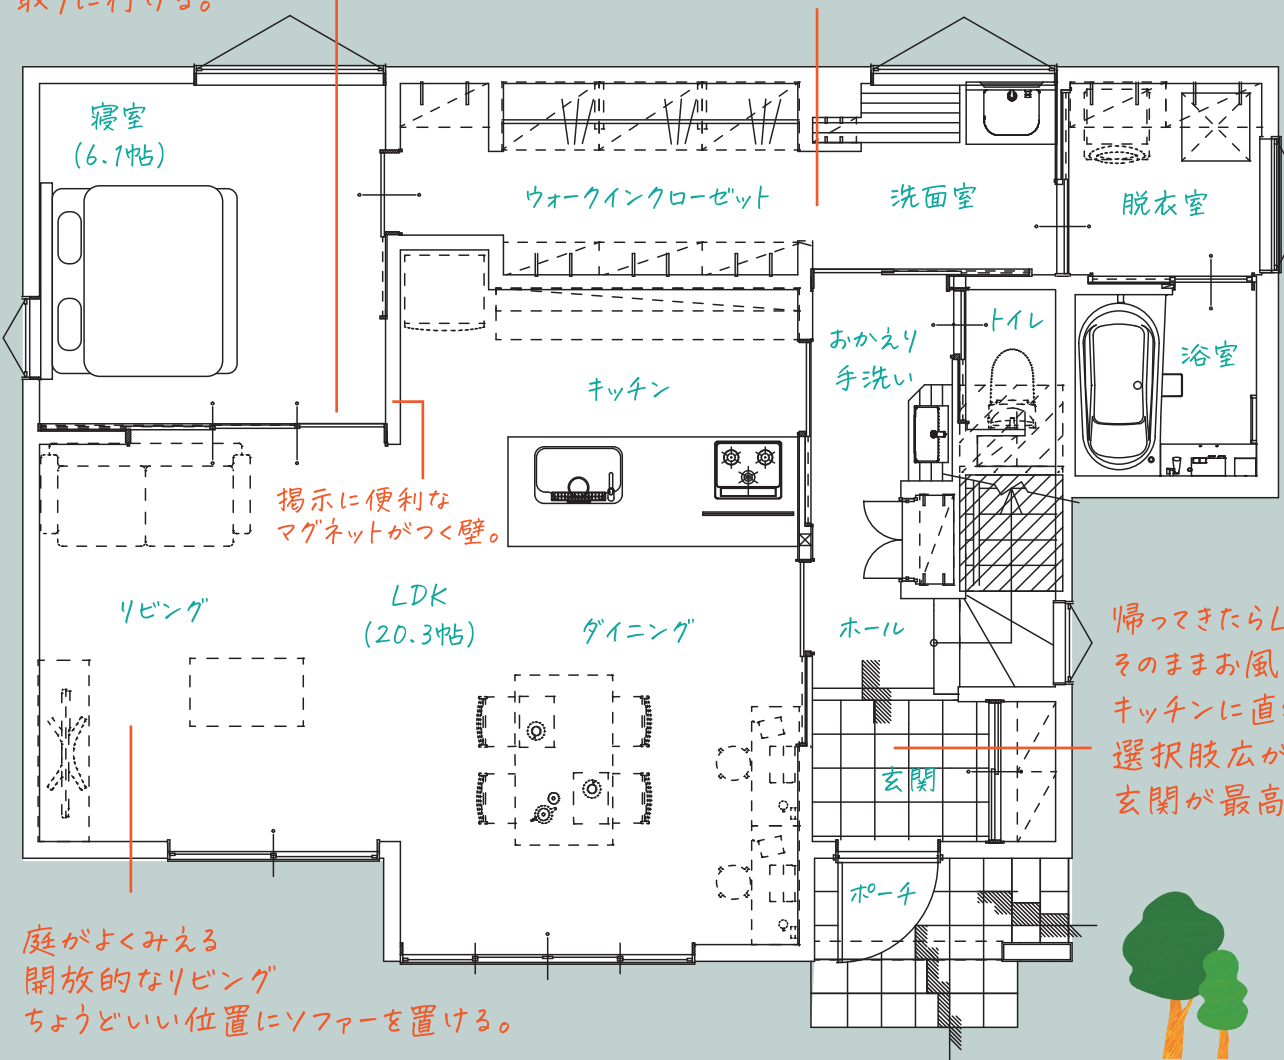 取りに行ける。
寝室
(6.1帖)
ウォークインクローゼット
洗面室
脱衣室
トイレ
おかえり
手洗い
浴室
キッチン
掲示に便利な
マグネットがつく壁。
LDK
(20.3帖)
リビング
ダイニング
ホール
帰ってきたらL
そのままお風
キッチンに直
選択肢広が
玄関が最高
玄関
ポーチ
庭がよくみえる
開放的なリビング
ちょうどいい位置にソファーを置ける。